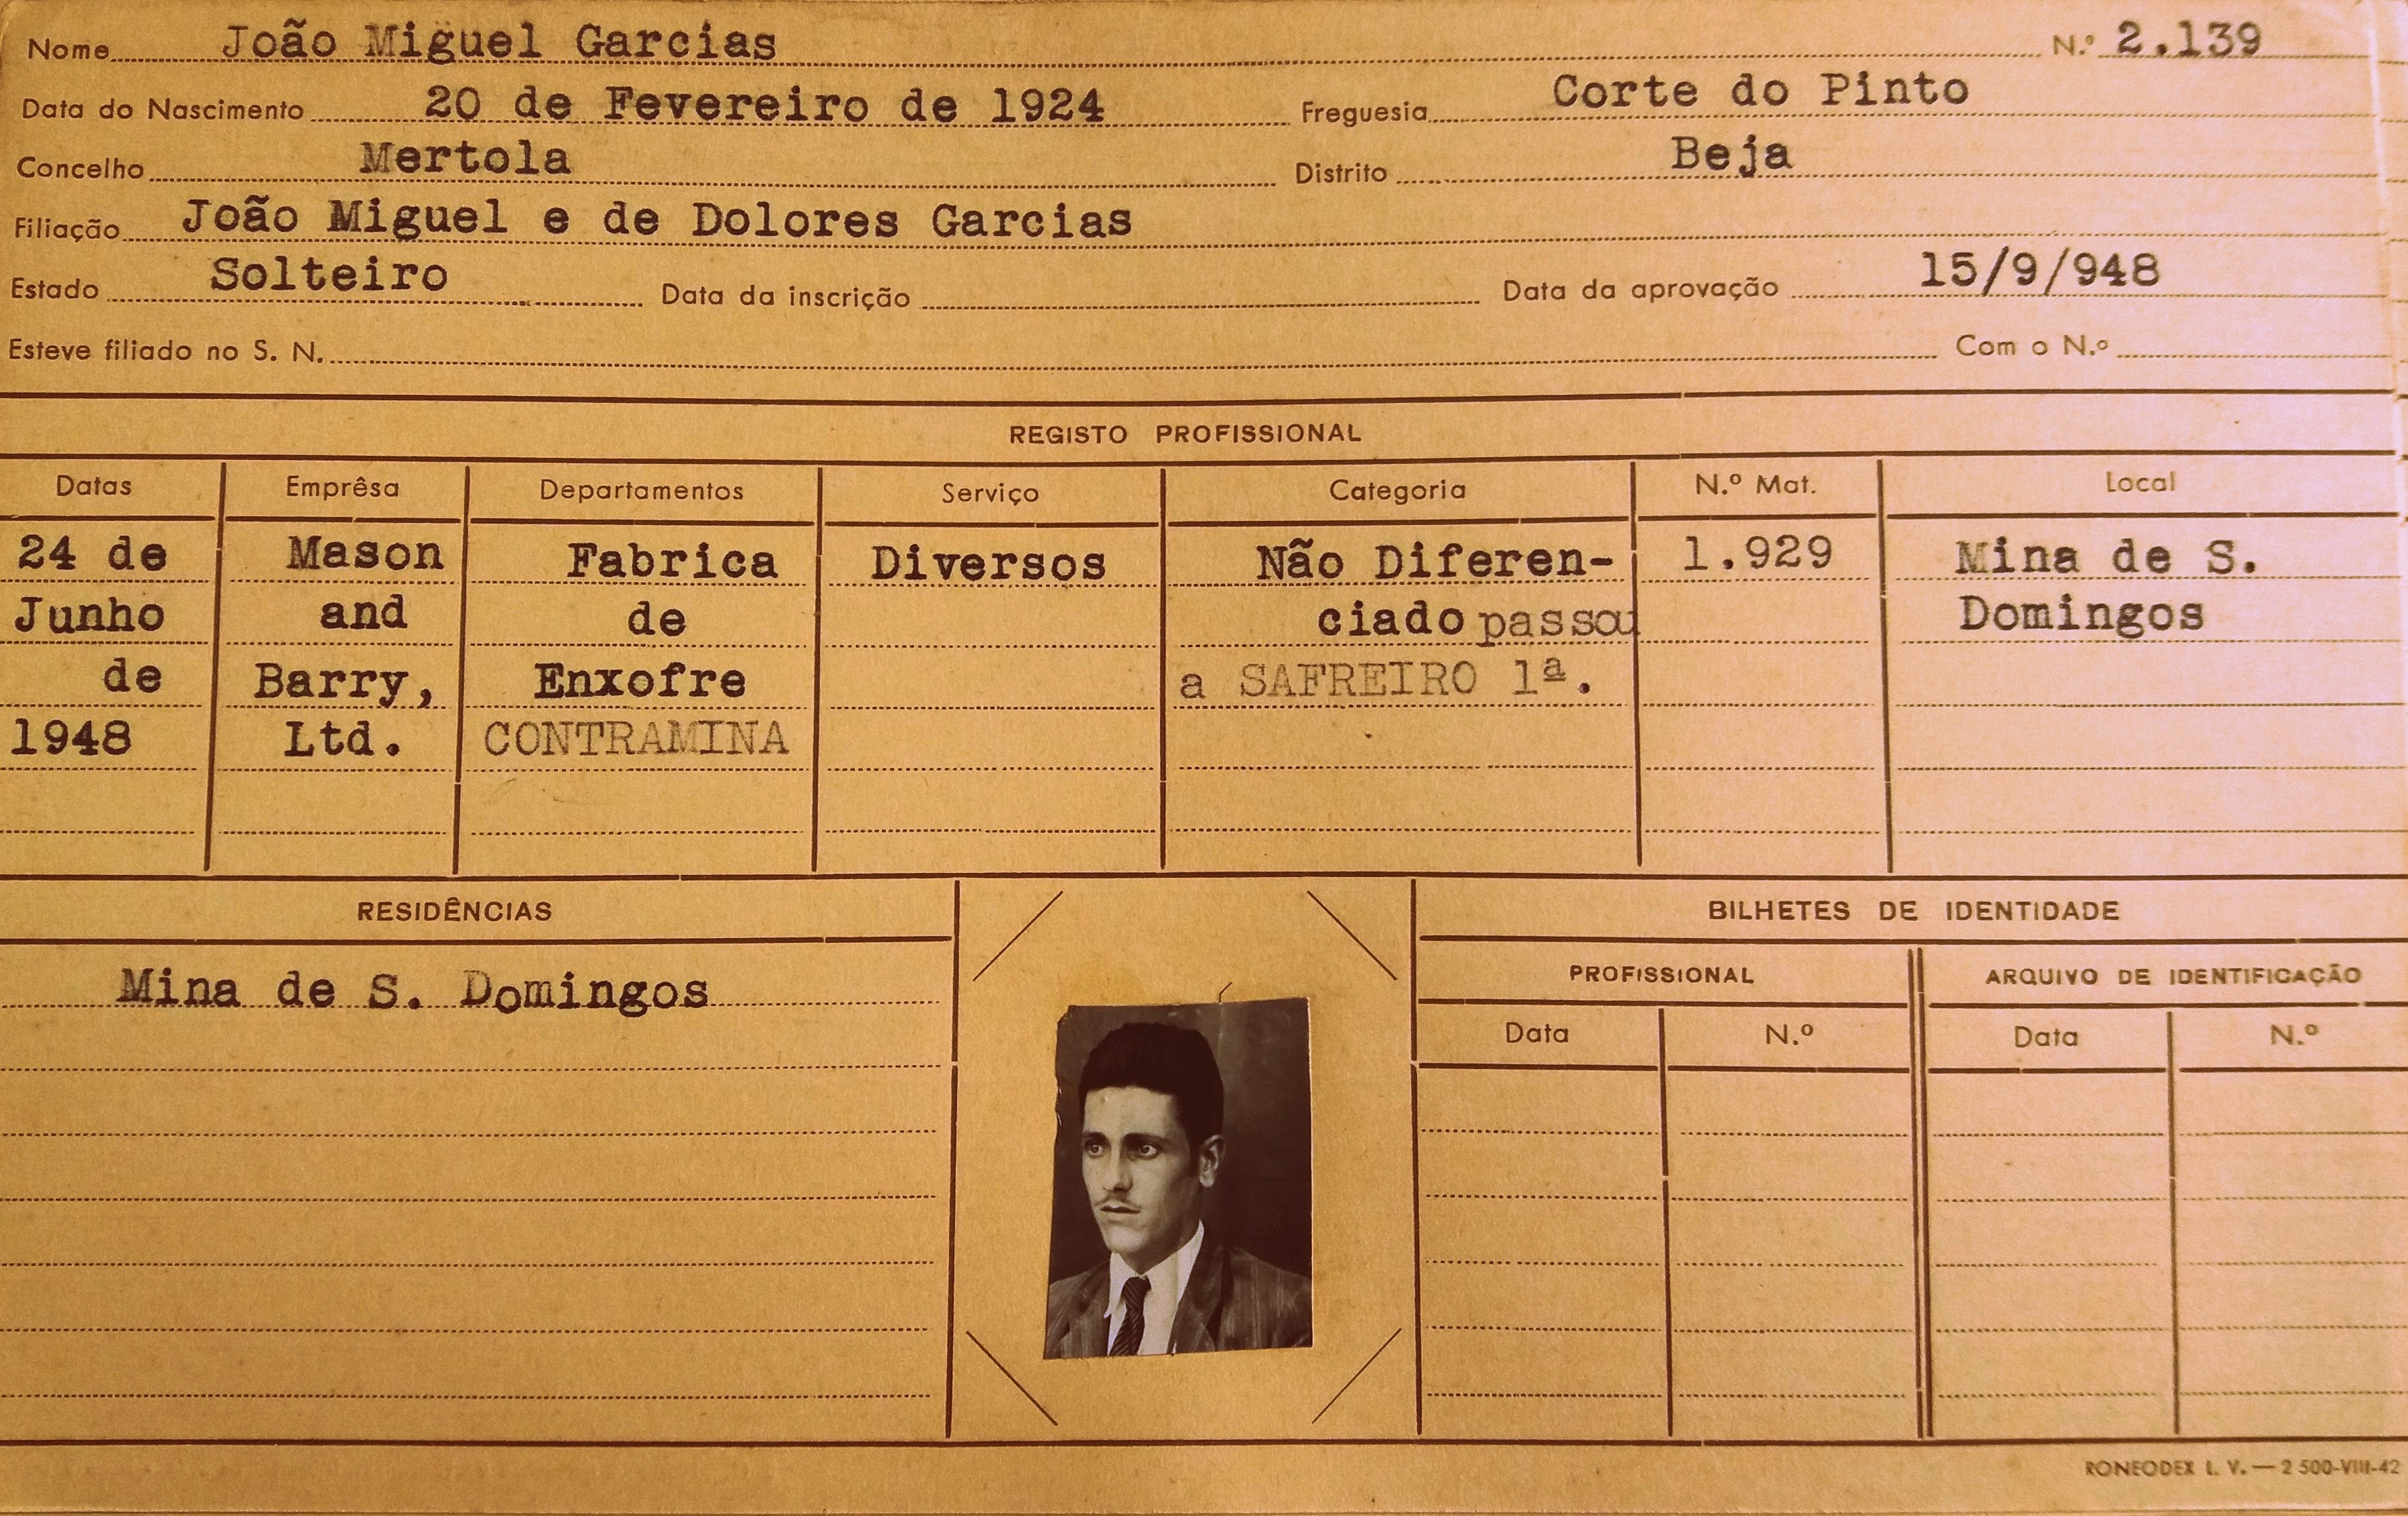 Nome João Miguel Garcias N.º 2.139
Data do Nascimento 20 de Fevereiro de 1924 Freguesia Corte do Pinto
Concelho Mertola Distrito Beja
Filiação João Miguel e de Dolores Garcias
Estado Solteiro Data da inscrição Data da aprovação 15/9/948
Esteve filiado no S. N. Com o N.º
REGISTO PROFISSIONAL
Datas Emprêsa Departamentos Serviço Categoria N.º Mat. Local
24 de Mason Fabrica Diversos Não Diferen- 1.929 Mina de S.
Junho and de ciado passou Domingos
de Barry, Enxofre a SAFREIRO 1ª.
1948 Ltd. CONTRAMINA
RESIDÊNCIAS BILHETES DE IDENTIDADE
Mina de S. Domingos PROFISSIONAL ARQUIVO DE IDENTIFICAÇÃO
Data N.º Data N.º
RONEODEX L. V. — 2 500-VIII-42